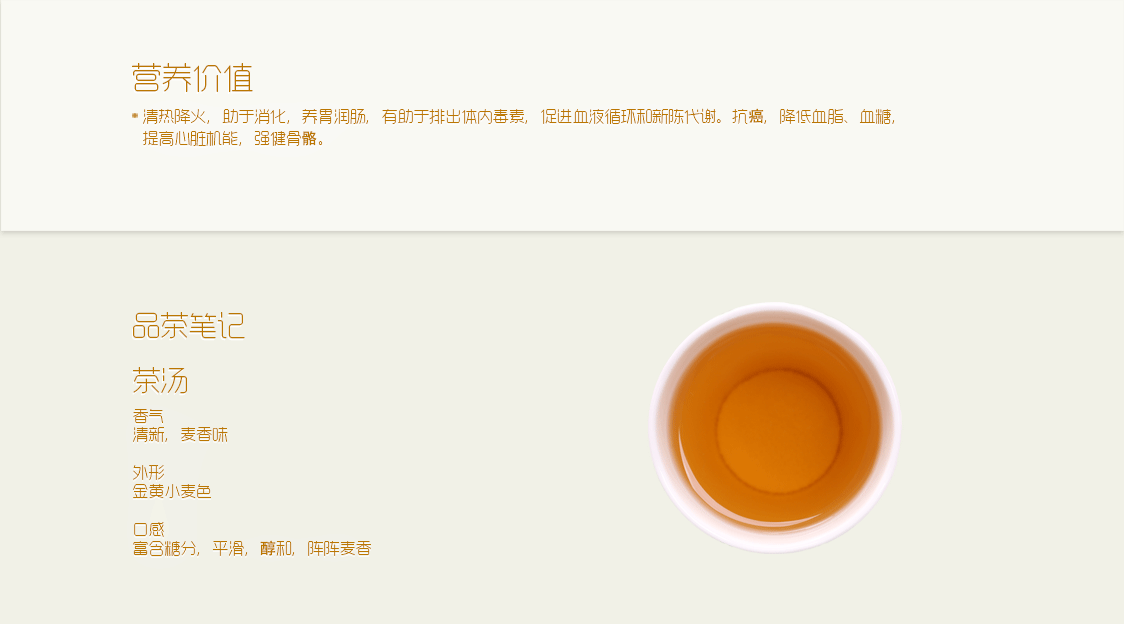 营养价值
• 清热降火, 助于消化, 养胃润肠, 有助于排出体内毒素, 促进血液循环和新陈代谢。抗癌, 降低血脂、血糖,
提高心脏机能, 强健骨骼。
品茶笔记
茶汤
香气
清新, 麦香味
外形
金黄小麦色
口感
富含糖分, 平滑, 醇和, 阵阵麦香